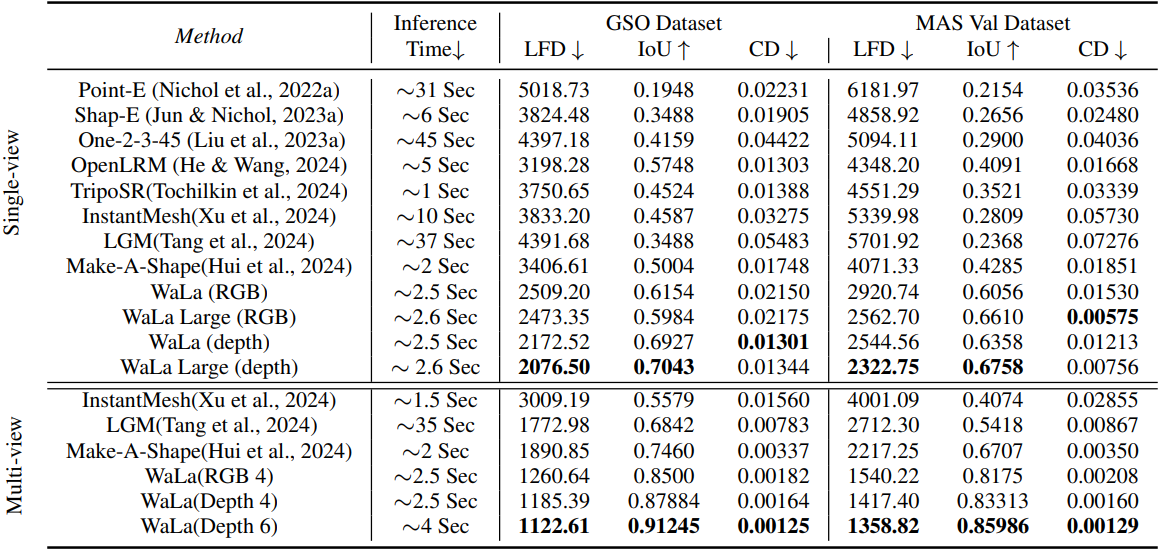 Method Inference Time↓ GSO Dataset MAS Val Dataset
LFD ↓ IoU ↑ CD ↓ LFD ↓ IoU ↑ CD ↓
Single-view
Point-E (Nichol et al., 2022a) ∼31 Sec 5018.73 0.1948 0.02231 6181.97 0.2154 0.03536
Shap-E (Jun & Nichol, 2023a) ∼6 Sec 3824.48 0.3488 0.01905 4858.92 0.2656 0.02480
One-2-3-45 (Liu et al., 2023a) ∼45 Sec 4397.18 0.4159 0.04422 5094.11 0.2900 0.04036
OpenLRM (He & Wang, 2024) ∼5 Sec 3198.28 0.5748 0.01303 4348.20 0.4091 0.01668
TripoSR(Tochilkin et al., 2024) ∼1 Sec 3750.65 0.4524 0.01388 4551.29 0.3521 0.03339
InstantMesh(Xu et al., 2024) ∼10 Sec 3833.20 0.4587 0.03275 5339.98 0.2809 0.05730
LGM(Tang et al., 2024) ∼37 Sec 4391.68 0.3488 0.05483 5701.92 0.2368 0.07276
Make-A-Shape(Hui et al., 2024) ∼2 Sec 3406.61 0.5004 0.01748 4071.33 0.4285 0.01851
WaLa (RGB) ∼2.5 Sec 2509.20 0.6154 0.02150 2920.74 0.6056 0.01530
WaLa Large (RGB) ∼2.6 Sec 2473.35 0.5984 0.02175 2562.70 0.6610 0.00575
WaLa (depth) ∼2.5 Sec 2172.52 0.6927 0.01301 2544.56 0.6358 0.01213
WaLa Large (depth) ∼ 2.6 Sec 2076.50 0.7043 0.01344 2322.75 0.6758 0.00756
Multi-view
InstantMesh(Xu et al., 2024) ∼1.5 Sec 3009.19 0.5579 0.01560 4001.09 0.4074 0.02855
LGM(Tang et al., 2024) ∼35 Sec 1772.98 0.6842 0.00783 2712.30 0.5418 0.00867
Make-A-Shape(Hui et al., 2024) ∼2 Sec 1890.85 0.7460 0.00337 2217.25 0.6707 0.00350
WaLa(RGB 4) ∼2.5 Sec 1260.64 0.8500 0.00182 1540.22 0.8175 0.00208
WaLa(Depth 4) ∼2.5 Sec 1185.39 0.87884 0.00164 1417.40 0.83313 0.00160
WaLa(Depth 6) ∼4 Sec 1122.61 0.91245 0.00125 1358.82 0.85986 0.00129